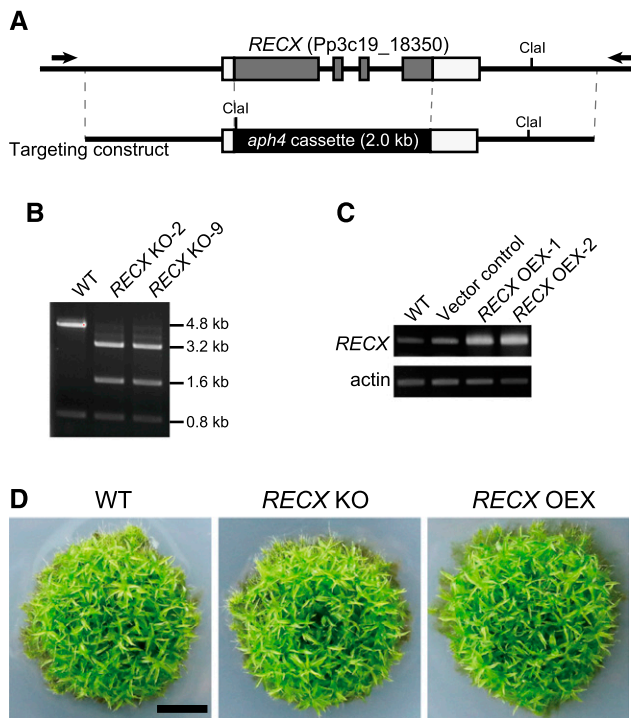 A
RECX (Pp3c19_18350)
ClaI
ClaI
ClaI
aph4 cassette (2.0 kb)
Targeting construct
B
WT
RECX KO-2
RECX KO-9
4.8 kb
3.2 kb
1.6 kb
0.8 kb
C
WT
Vector control
RECX OEX-1
RECX OEX-2
RECX
actin
D
WT
RECX KO
RECX OEX